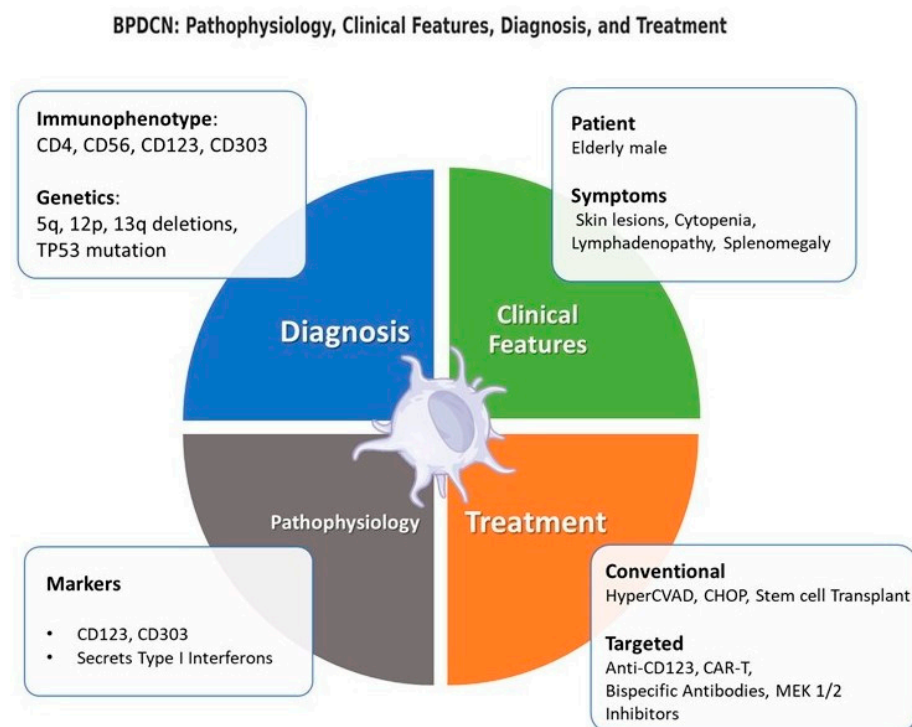 BPDCN: Pathophysiology, Clinical Features, Diagnosis, and Treatment
Immunophenotype:
CD4, CD56, CD123, CD303
Genetics:
5q, 12p, 13q deletions,
TP53 mutation
Patient
Elderly male
Symptoms
Skin lesions, Cytopenia,
Lymphadenopathy, Splenomegaly
Diagnosis
Clinical
Features
Pathophysiology
Treatment
Markers
• CD123, CD303
• Secrets Type I Interferons
Conventional
HyperCVAD, CHOP, Stem cell Transplant
Targeted
Anti-CD123, CAR-T,
Bispecific Antibodies, MEK 1/2
Inhibitors